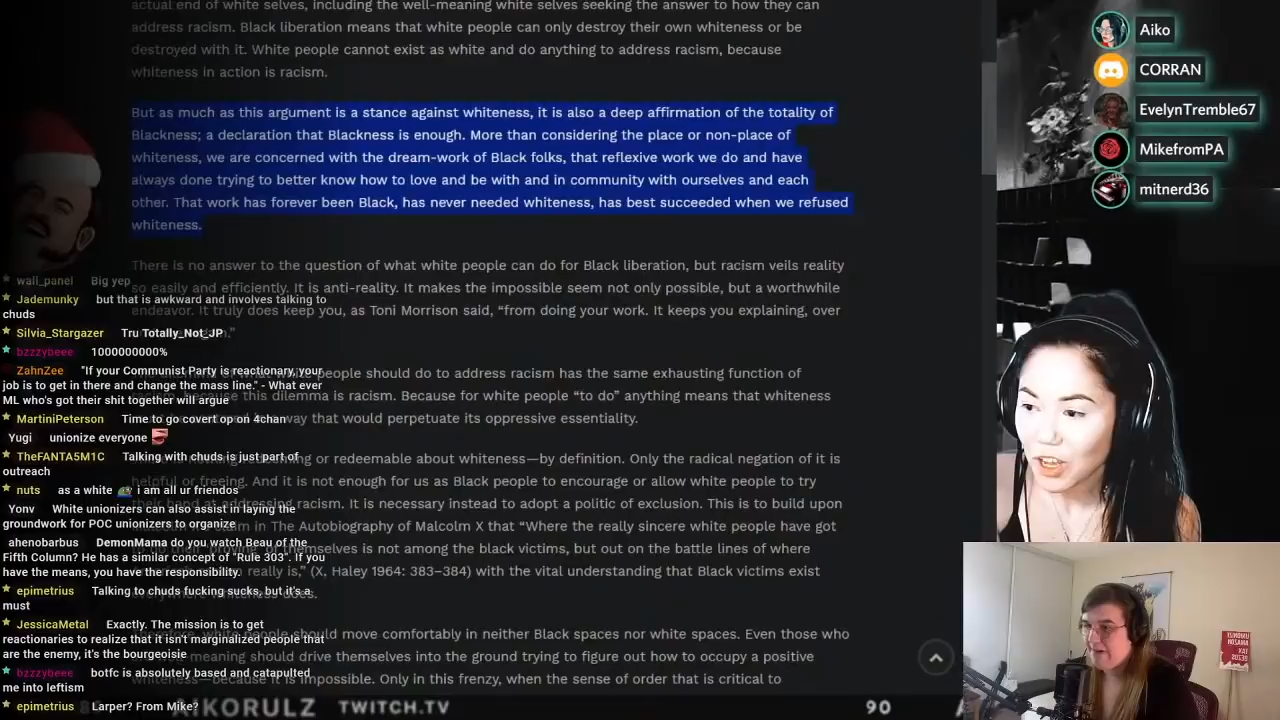 actual end of white selves, including the well-meaning white selves seeking the answer to how they can
address racism. Black liberation means that white people can only destroy their own whiteness or be
destroyed with it. White people cannot exist as white and do anything to address racism, because
whiteness in action is racism.
But as much as this argument is a stance against whiteness, it is also a deep affirmation of the totality of
Blackness; a declaration that Blackness is enough. More than considering the place or non-place of
whiteness, we are concerned with the dream-work of Black folks, that reflexive work we do and have
always done trying to better know how to love and be with and in community with ourselves and each
other. That work has forever been Black, has never needed whiteness, has best succeeded when we refused
whiteness.
There is no answer to the question of what white people can do for Black liberation, but racism veils reality
so easily and efficiently. It is anti-reality. It makes the impossible seem not only possible, but a worthwhile
endeavor. It truly does keep you, as Toni Morrison said, “from doing your work. It keeps you explaining, over
people should do to address racism has the same exhausting function of
racism, because this dilemma is racism. Because for white people “to do” anything means that whiteness
way that would perpetuate its oppressive essentiality.
or redeemable about whiteness—by definition. Only the radical negation of it is
helpful or freeing. And it is not enough for us as Black people to encourage or allow white people to try
their hand at addressing racism. It is necessary instead to adopt a politic of exclusion. This is to build upon
claim in The Autobiography of Malcolm X that “Where the really sincere white people have got
to do their “proving” of themselves is not among the black victims, but out on the battle lines of where
really is,” (X, Haley 1964: 383–384) with the vital understanding that Black victims exist
everywhere whiteness does.
Therefore, white people should move comfortably in neither Black spaces nor white spaces. Even those who
meaning should drive themselves into the ground trying to figure out how to occupy a positive
whiteness—because it is impossible. Only in this frenzy, when the sense of order that is critical to
wall_panel Big yep
Jademunky but that is awkward and involves talking to
chuds
Silvia_Stargazer Tru Totally_Not_JP
bzzzybeee 1000000000%
ZahnZee "If your Communist Party is reactionary, your
job is to get in there and change the mass line." - What ever
ML who's got their shit together will argue
MartiniPeterson Time to go covert op on 4chan
Yugi unionize everyone
TheFANTA5M1C Talking with chuds is just part of
outreach
nuts as a white i am all ur friendos
Yonv White unionizers can also assist in laying the
groundwork for POC unionizers to organize
ahenobarbus DemonMama do you watch Beau of the
Fifth Column? He has a similar concept of "Rule 303". If you
have the means, you have the responsibility.
epimetrius Talking to chuds fucking sucks, but it's a
must
JessicaMetal Exactly. The mission is to get
reactionaries to realize that it isn't marginalized people that
are the enemy, it's the bourgeoisie
bzzzybeee botfc is absolutely based and catapulted
me into leftism
epimetrius Larper? From Mike?
Aiko
CORRAN
EvelynTremble67
MikefromPA
mitnerd36
AIKORULZ TWITCH.TV
90